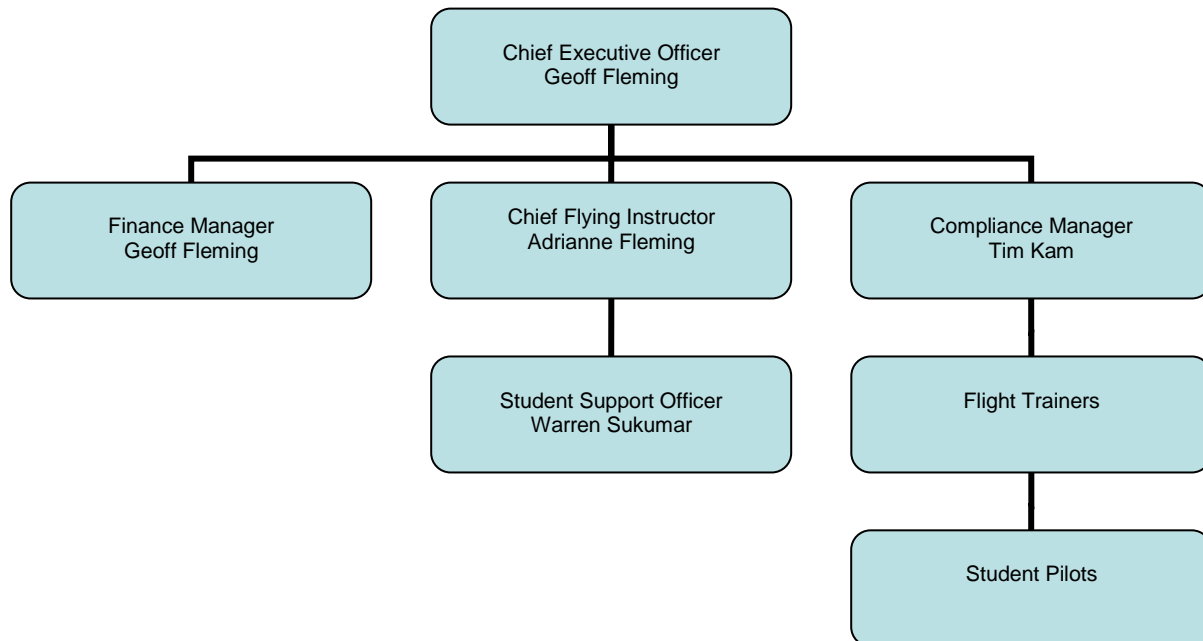 Chief Executive Officer
Geoff Fleming
Finance Manager
Geoff Fleming
Chief Flying Instructor
Adrianne Fleming
Compliance Manager
Tim Kam
Student Support Officer
Warren Sukumar
Flight Trainers
Student Pilots